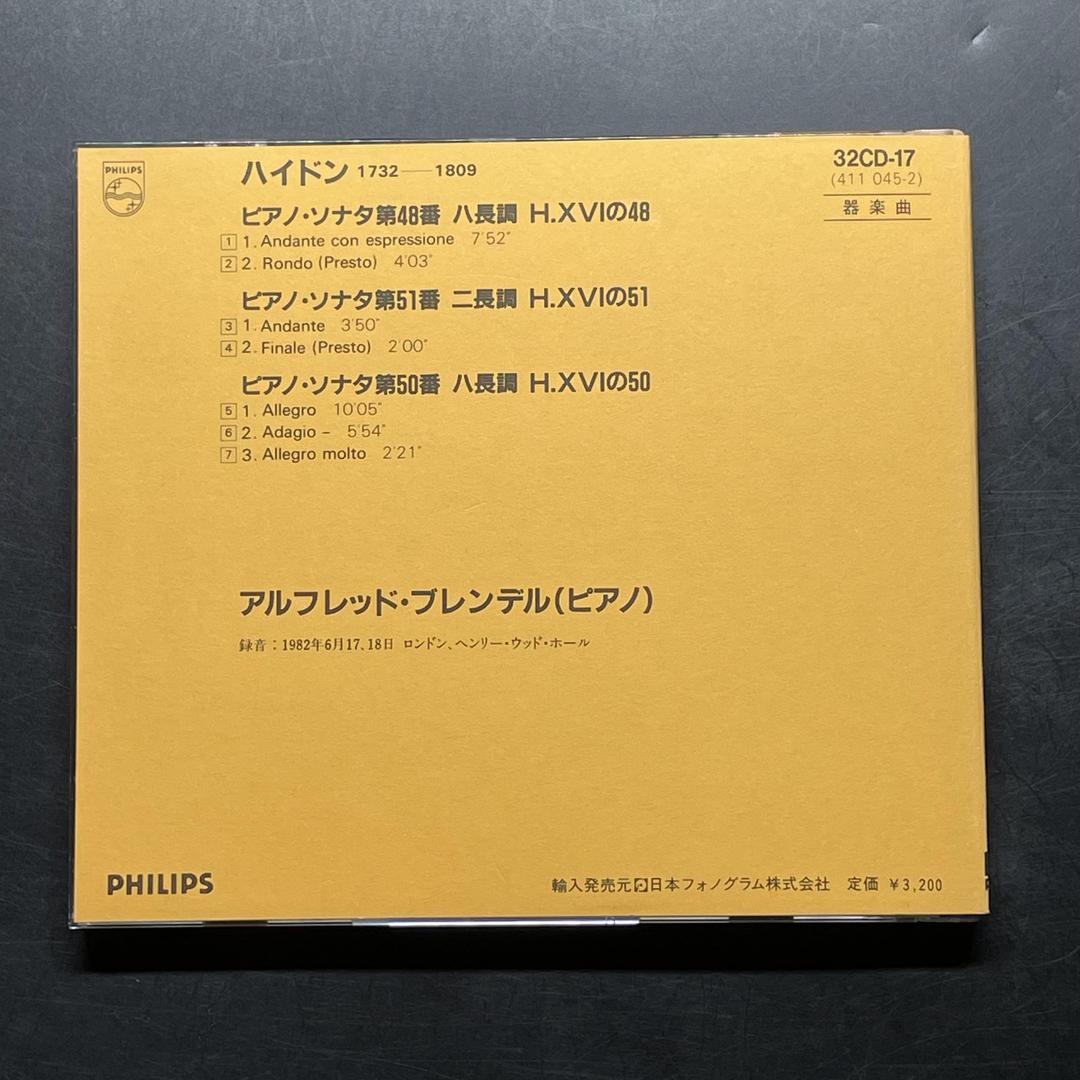 PHILIPS
ハイドン 1732—1809
32CD-17
(411 045-2)
器楽曲
ピアノ・ソナタ第48番 ハ長調 H.XVIの48
1 1. Andante con espressione 7'52"
2 2. Rondo (Presto) 4'03"
ピアノ・ソナタ第51番 ニ長調 H.XVIの51
3 1. Andante 3'50"
4 2. Finale (Presto) 2'00"
ピアノ・ソナタ第50番 ハ長調 H.XVIの50
5 1. Allegro 10'05"
6 2. Adagio – 5'54"
7 3. Allegro molto 2'21"
アルフレッド・ブレンデル(ピアノ)
録音：1982年6月17、18日 ロンドン、ヘンリー・ウッド・ホール
PHILIPS
輸入発売元 日本フォノグラム株式会社 定価 ¥3,200